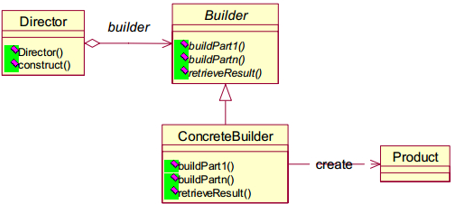 Director
Director()
construct()
builder
Builder
buildPart1()
buildPartn()
retrieveResult()
ConcreteBuilder
buildPart1()
buildPartn()
retrieveResult()
create
Product